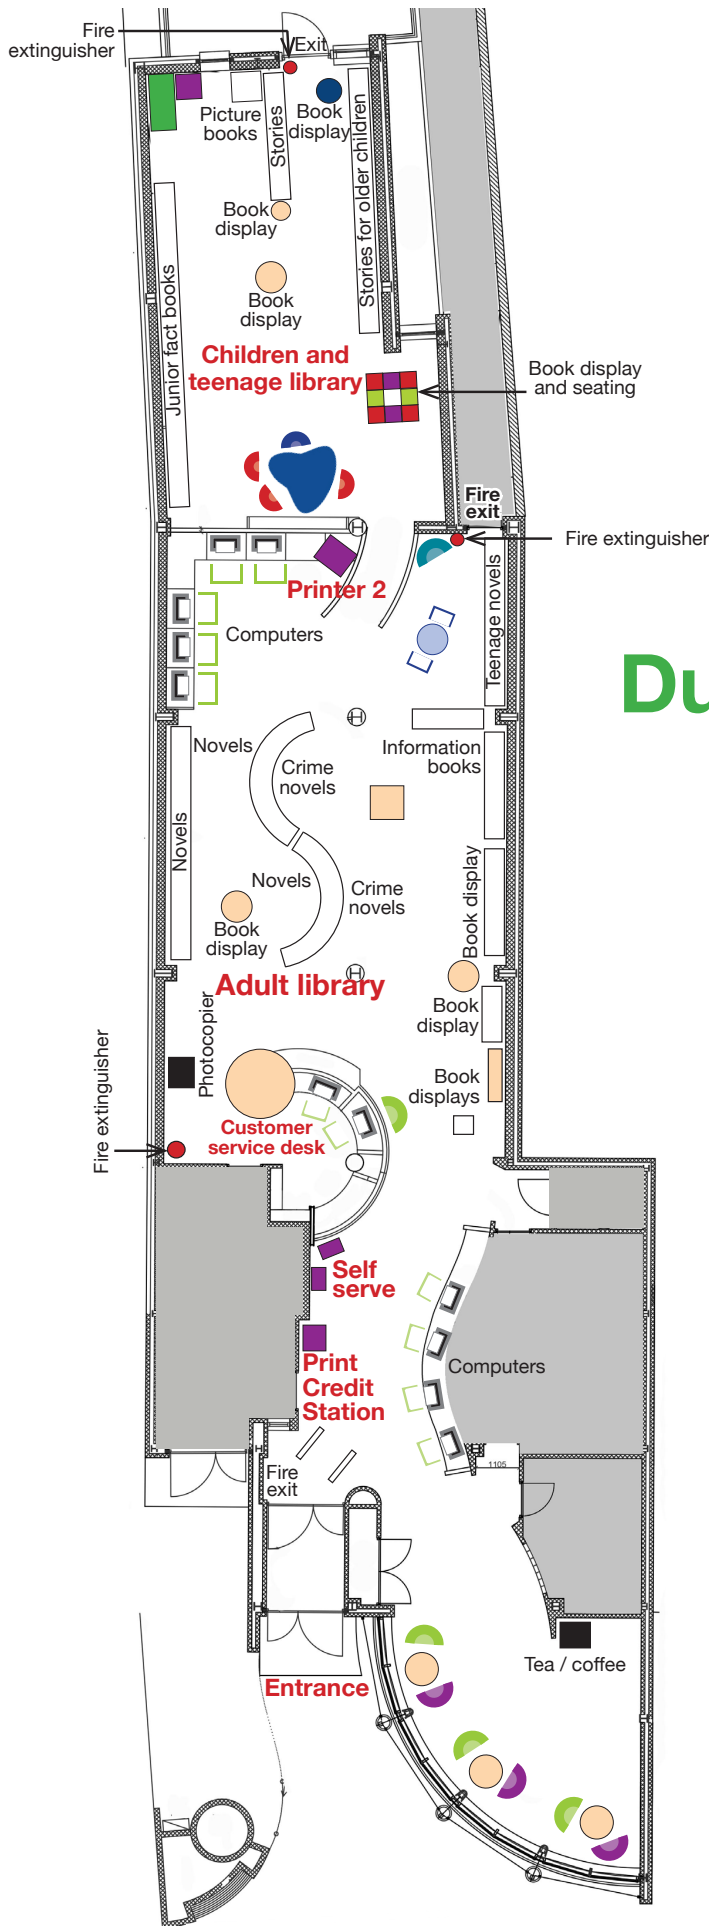 Fire
extinguisher
Exit
Picture
books
Stories
Book
display
Stories for older children
Book
display
Book
display
Junior fact books
Children and
teenage library
Book display
and seating
Fire
exit
Fire extinguisher
Printer 2
Computers
Teenage novels
Du
Novels
Crime
novels
Information
books
Novels
Novels
Crime
novels
Book
display
Book display
Adult library
Photocopier
Book
display
Fire extinguisher
Book
displays
Customer
service desk
Self
serve
Print
Credit
Station
Computers
1105
Fire
exit
Tea / coffee
Entrance